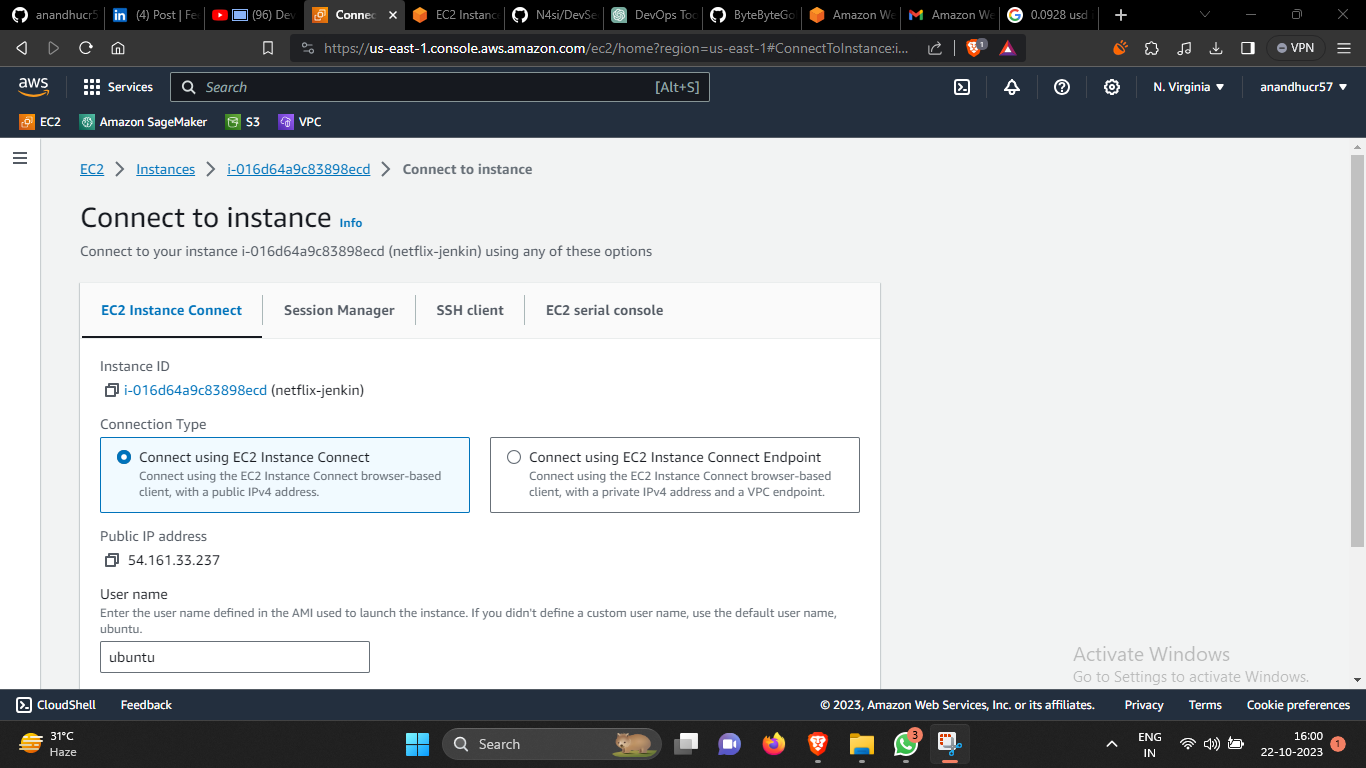 anandhucr5
(4) Post | Fe
(96) De
Connec
EC2 Instance
N4si/DevSe
DevOps Too
ByteByteGo
Amazon We
Amazon We
0.0928 usd
https://us-east-1.console.aws.amazon.com/ec2/home?region=us-east-1#ConnectToInstance:i...
1
VPN
aws
Services
Search
[Alt+S]
N. Virginia
anandhucr57
EC2
Amazon SageMaker
S3
VPC
EC2
Instances
i-016d64a9c83898ecd
Connect to instance
Connect to instance Info
Connect to your instance i-016d64a9c83898ecd (netflix-jenkin) using any of these options
EC2 Instance Connect
Session Manager
SSH client
EC2 serial console
Instance ID
i-016d64a9c83898ecd (netflix-jenkin)
Connection Type
Connect using EC2 Instance Connect
Connect using the EC2 Instance Connect browser-based
client, with a public IPv4 address.
Connect using EC2 Instance Connect Endpoint
Connect using the EC2 Instance Connect browser-based
client, with a private IPv4 address and a VPC endpoint.
Public IP address
54.161.33.237
User name
Enter the user name defined in the AMI used to launch the instance. If you didn't define a custom user name, use the default user name,
ubuntu.
ubuntu
Activate Windows
Go to Settings to activate Windows.
CloudShell
Feedback
© 2023, Amazon Web Services, Inc. or its affiliates.
Privacy
Terms
Cookie preferences
31°C
Haze
Search
3
ENG
IN
16:00
22-10-2023
1